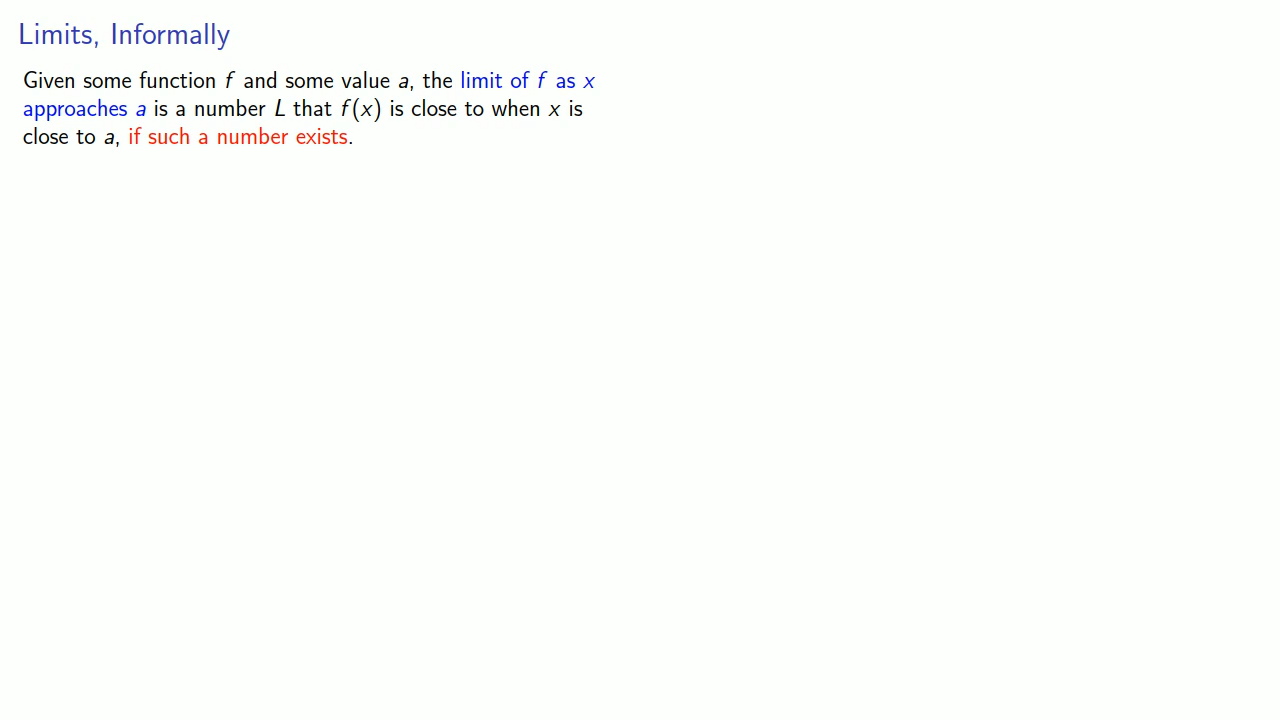 Limits, Informally
Given some function f and some value a, the limit of f as x
approaches a is a number L that f(x) is close to when x is
close to a, if such a number exists.